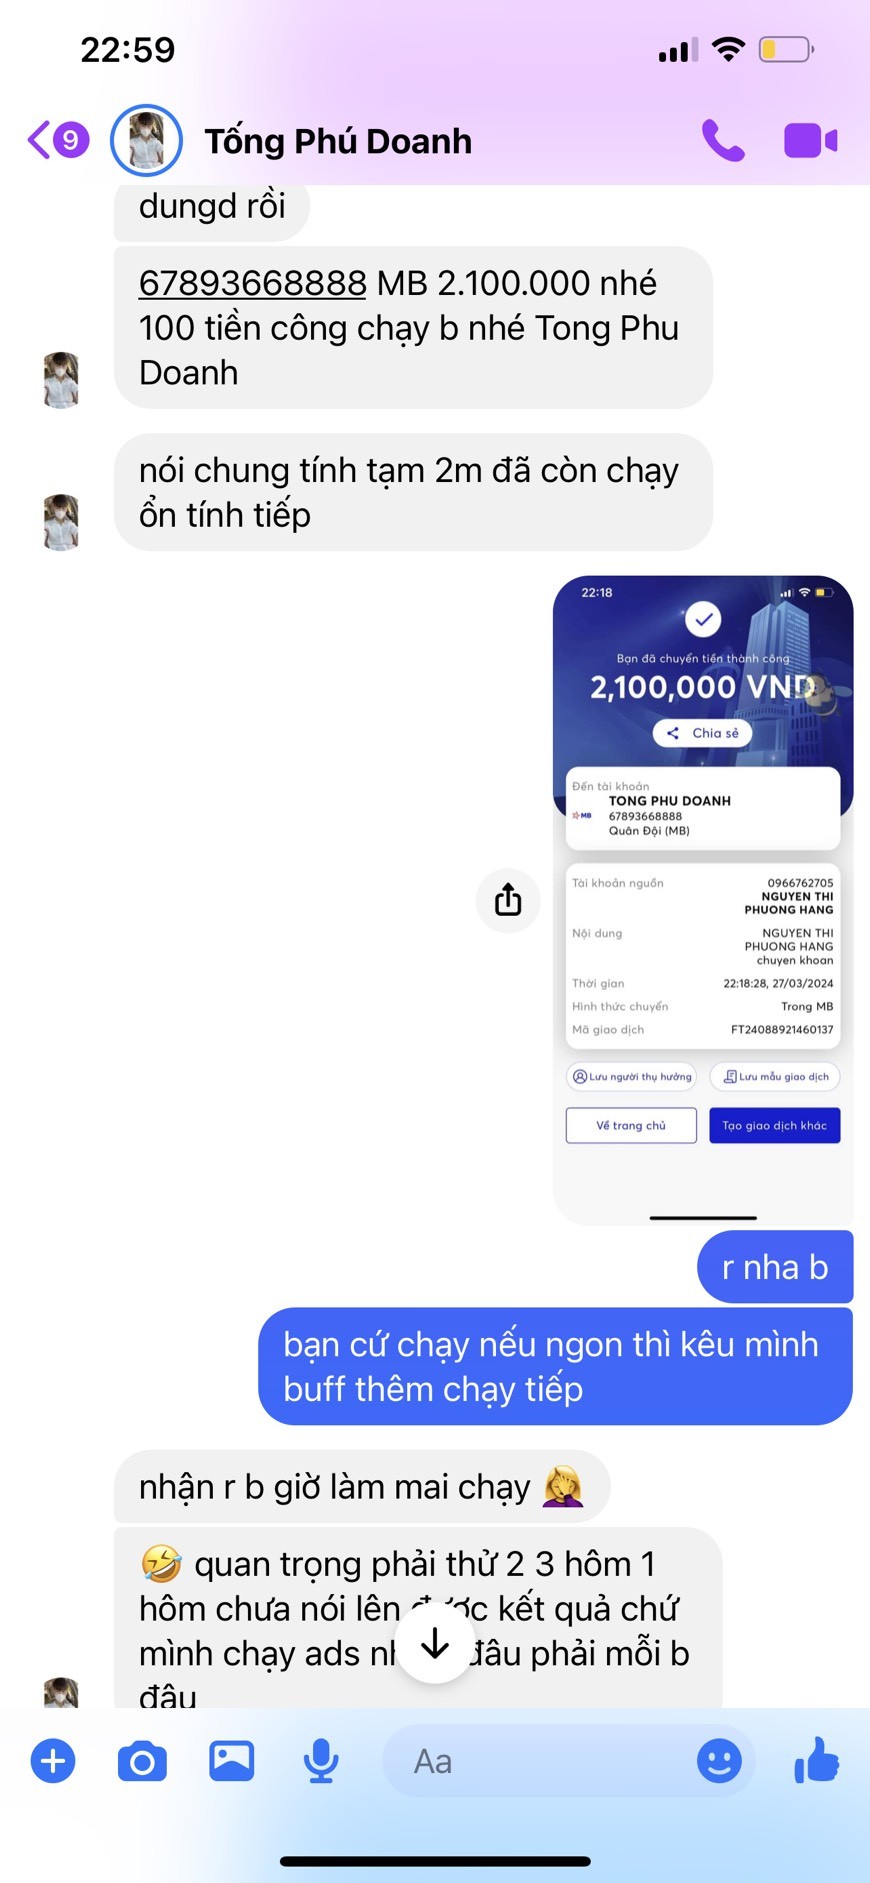 22:59
9
Tống Phú Doanh
dungd rồi
67893668888 MB 2.100.000 nhé
100 tiền công chạy b nhé Tong Phu
Doanh
nói chung tính tạm 2m đã còn chạy
ổn tính tiếp
22:18
Bạn đã chuyển tiền thành công
2,100,000 VND
Chia sẻ
Đến tài khoản
TONG PHU DOANH
MB
67893668888
Quân Đội (MB)
Tài khoản nguồn
0966762705
NGUYEN THI
PHUONG HANG
Nội dung
NGUYEN THI
PHUONG HANG
chuyen khoan
Thời gian
22:18:28, 27/03/2024
Hình thức chuyển
Trong MB
Mã giao dịch
FT24088921460137
Lưu người thụ hưởng
Lưu mẫu giao dịch
Về trang chủ
Tạo giao dịch khác
r nha b
bạn cứ chạy nếu ngon thì kêu mình
buff thêm chạy tiếp
nhận r b giờ làm mai chạy 🤦‍♀️
🤣 quan trọng phải thử 2 3 hôm 1
hôm chưa nói lên được kết quả chứ
mình chạy ads đâu phải mỗi b
đâu
Aa